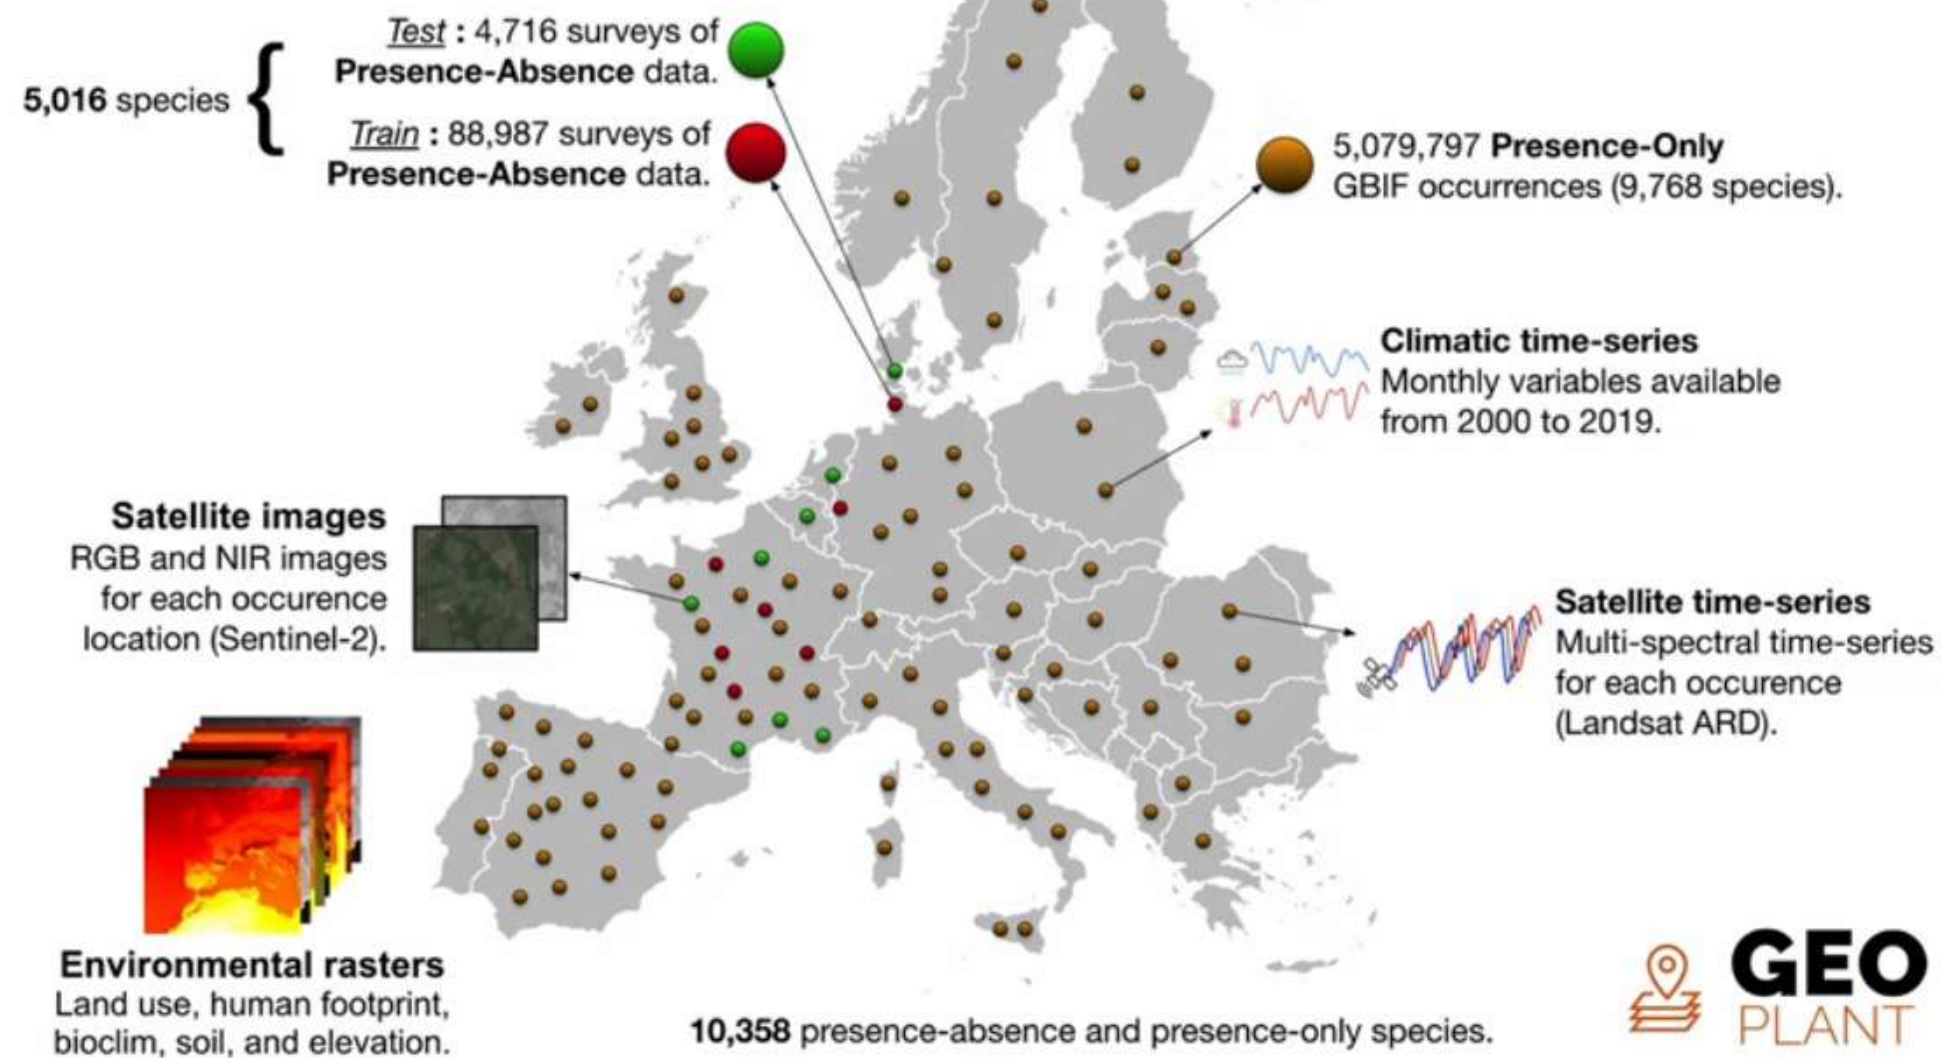 Test : 4,716 surveys of
Presence-Absence data.
5,016 species {
Train : 88,987 surveys of
Presence-Absence data.
5,079,797 Presence-Only
GBIF occurrences (9,768 species).
Climatic time-series
Monthly variables available
from 2000 to 2019.
Satellite images
RGB and NIR images
for each occurence
location (Sentinel-2).
Satellite time-series
Multi-spectral time-series
for each occurence
(Landsat ARD).
Environmental rasters
Land use, human footprint,
bioclim, soil, and elevation.
10,358 presence-absence and presence-only species.
GEO
PLANT